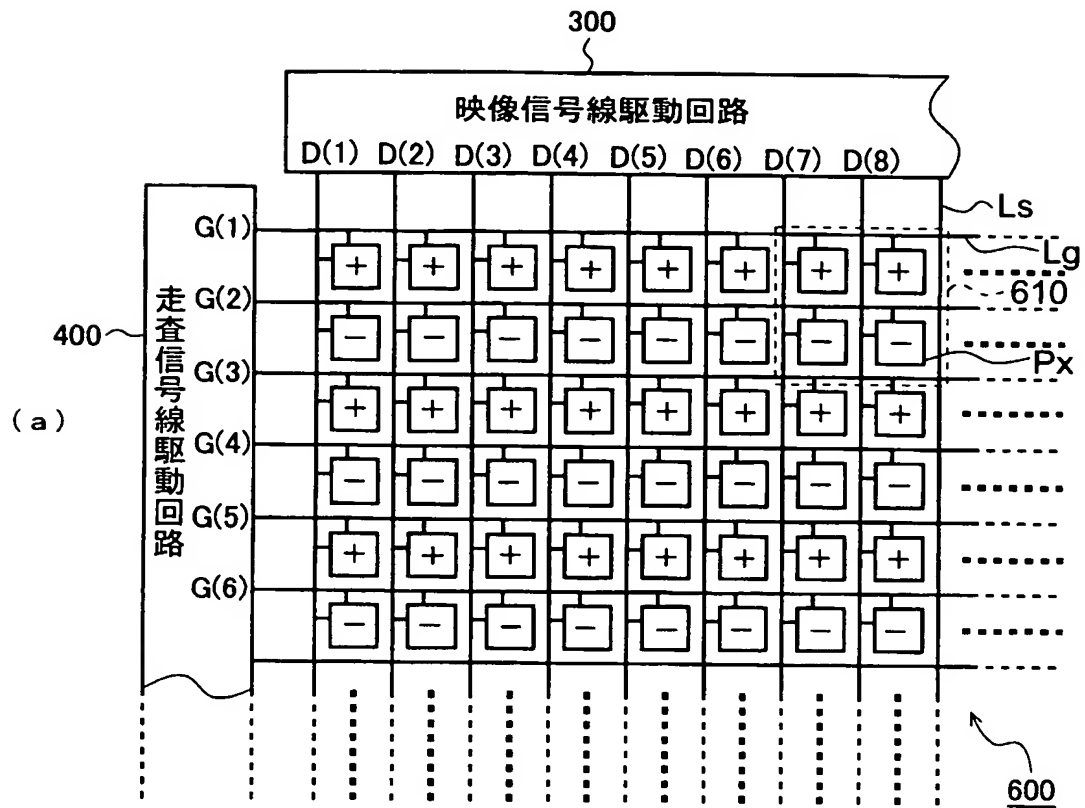 300
映像信号線駆動回路
D(1) D(2) D(3) D(4) D(5) D(6) D(7) D(8)
Ls
G(1)
Lg
+ + + + + + + +
610
G(2)
400
− − − − − − − −
Px
G(3)
(a)
+ + + + + + + +
G(4)
走査信号線駆動回路
− − − − − − − −
G(5)
+ + + + + + + +
G(6)
− − − − − − − −
600